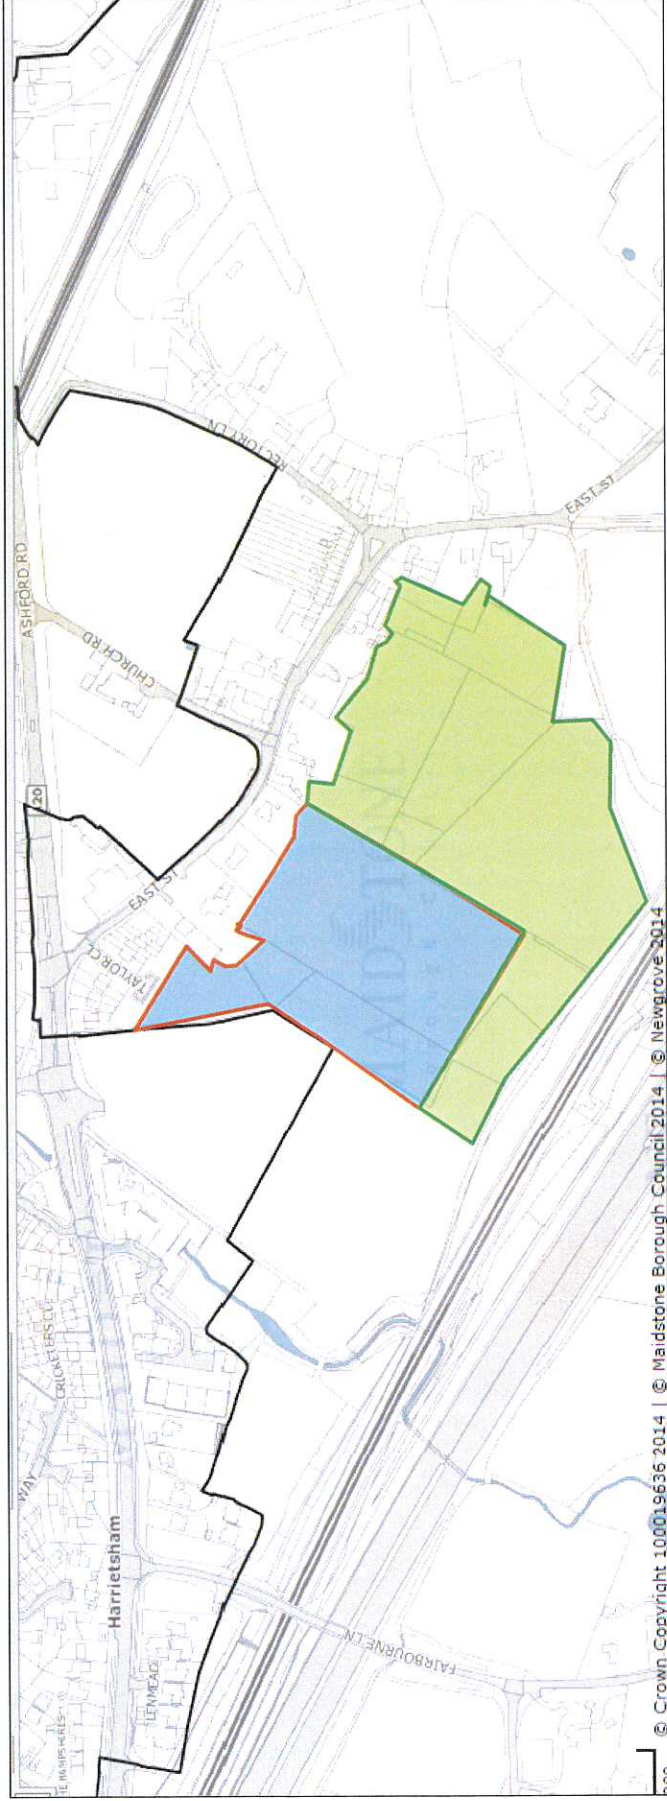 ASHFORD RD
A20
CHURCH RD
RECTORY LN
EAST ST
EAST ST
TAYLOR CL
CRICKETERS CL
WAY
Harrietsham
LENMEAD
FAIRBOURNE LN
MAIDSTONE
© Crown Copyright 100019636 2014 | © Maidstone Borough Council 2014 | © Newgrove 2014